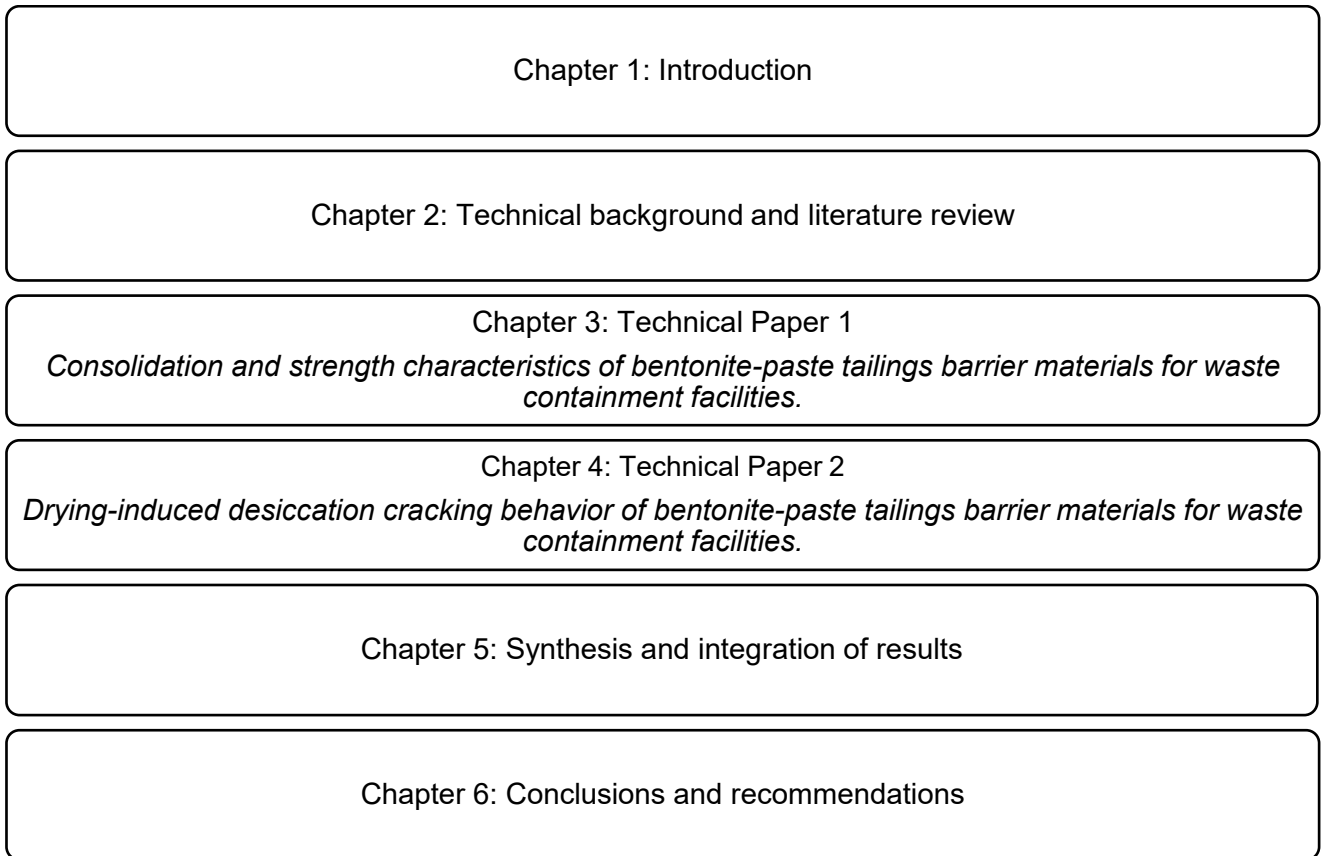 Chapter 1: Introduction
Chapter 2: Technical background and literature review
Chapter 3: Technical Paper 1
Consolidation and strength characteristics of bentonite-paste tailings barrier materials for waste
containment facilities.
Chapter 4: Technical Paper 2
Drying-induced desiccation cracking behavior of bentonite-paste tailings barrier materials for waste
containment facilities.
Chapter 5: Synthesis and integration of results
Chapter 6: Conclusions and recommendations